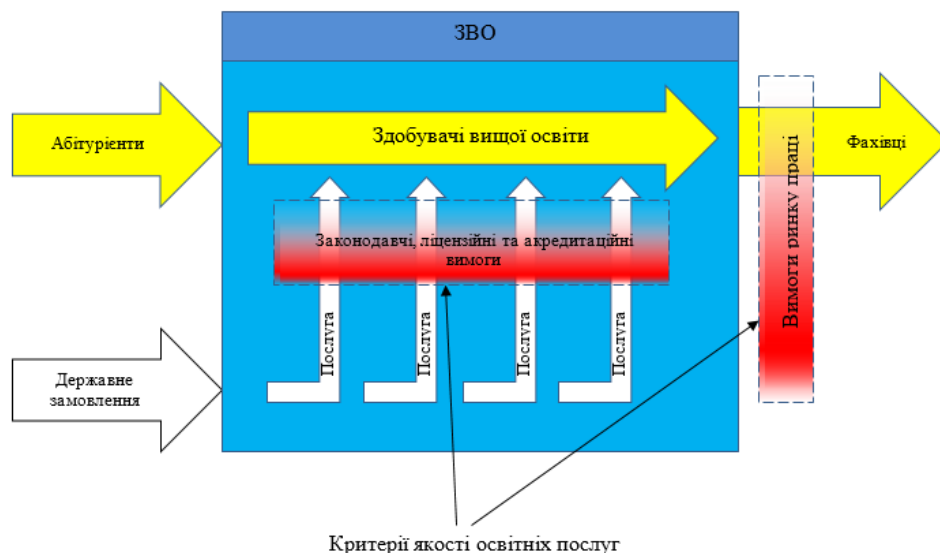 ЗВО
Абітурієнти
Здобувачі вищої освіти
Фахівці
Законодавчі, ліцензійні та акредитаційні
вимоги
Вимоги ринку праці
Послуга
Послуга
Послуга
Послуга
Державне
замовлення
Критерії якості освітніх послуг